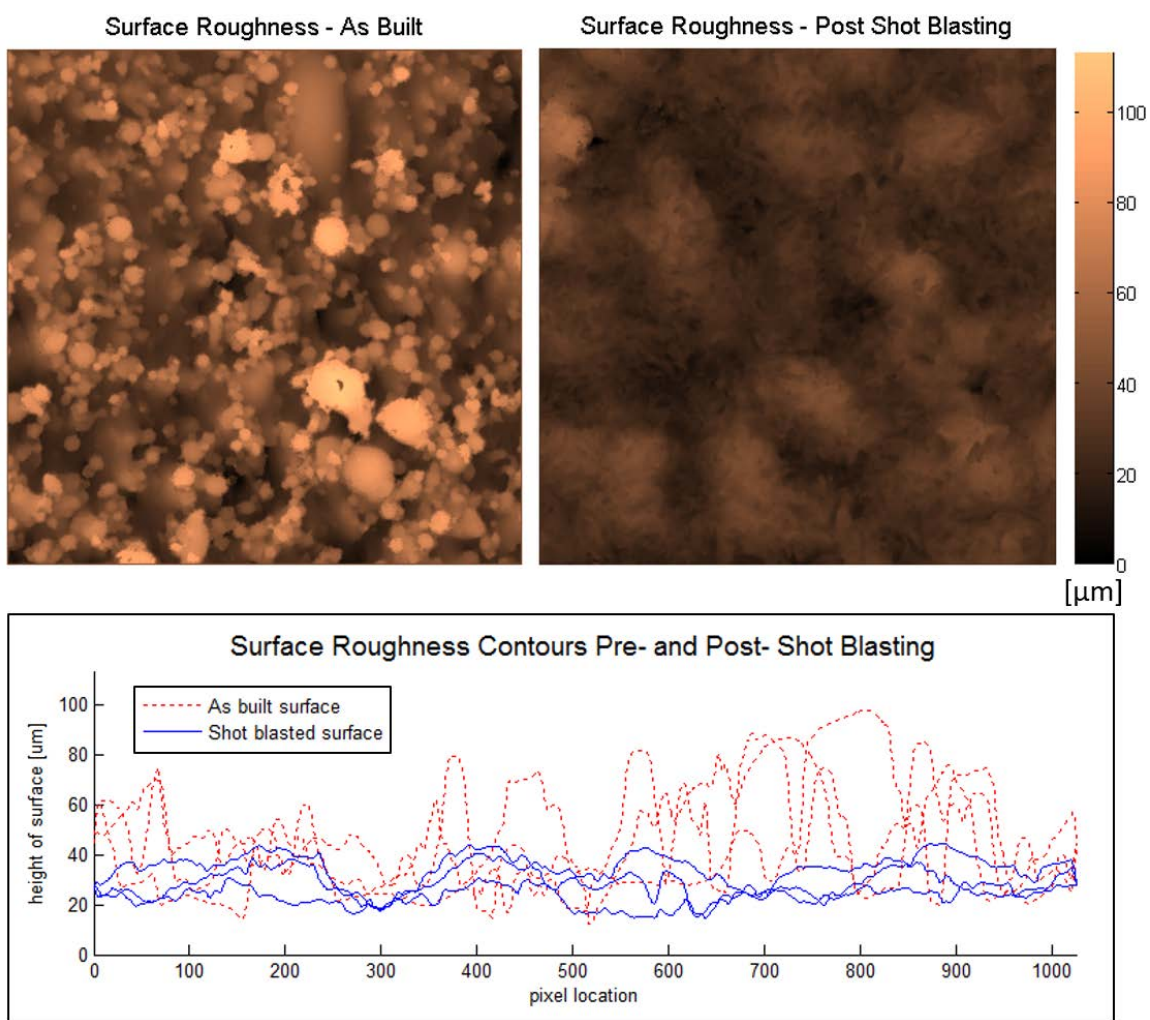 Surface Roughness - As Built
Surface Roughness - Post Shot Blasting
100
80
60
40
20
0
[μm]
Surface Roughness Contours Pre- and Post- Shot Blasting
As built surface
Shot blasted surface
height of surface [um]
100
80
60
40
20
0
0 100 200 300 400 500 600 700 800 900 1000
pixel location